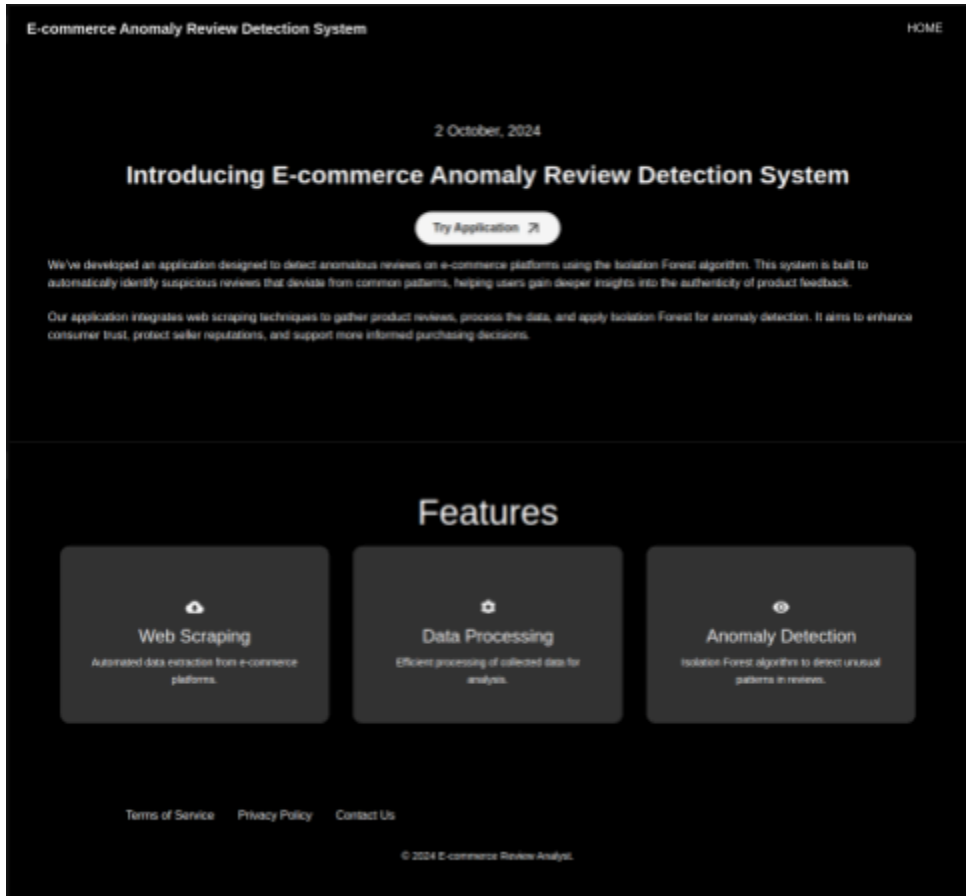 E-commerce Anomaly Review Detection System
HOME
2 October, 2024
Introducing E-commerce Anomaly Review Detection System
Try Application
We've developed an application designed to detect anomalous reviews on e-commerce platforms using the Isolation Forest algorithm. This system is built to
automatically identify suspicious reviews that deviate from common patterns, helping users gain deeper insights into the authenticity of product feedback.
Our application integrates web scraping techniques to gather product reviews, process the data, and apply Isolation Forest for anomaly detection. It aims to enhance
consumer trust, protect seller reputations, and support more informed purchasing decisions.
Features
Web Scraping
Automated data extraction from e-commerce
platforms.
Data Processing
Efficient processing of collected data for
analysis.
Anomaly Detection
Isolation Forest algorithm to detect unusual
patterns in reviews.
Terms of Service Privacy Policy Contact Us
© 2024 E-commerce Review Analyst.